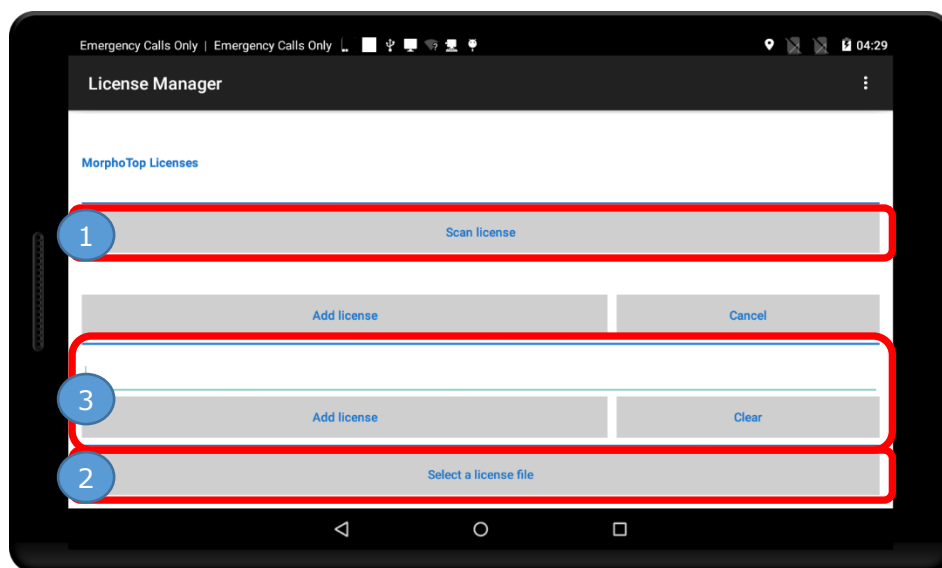 Emergency Calls Only | Emergency Calls Only 04:29
License Manager
MorphoTop Licenses
1 Scan license
Add license Cancel
3
Add license Clear
2 Select a license file